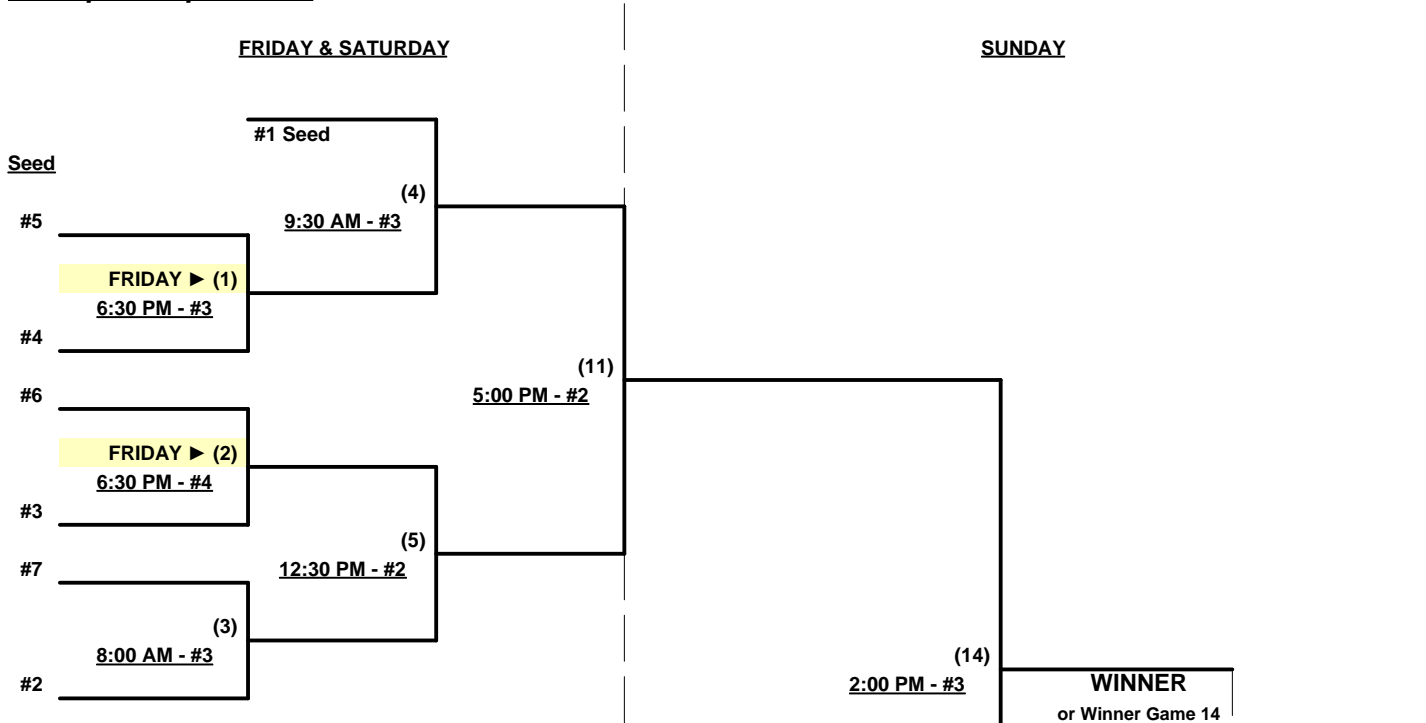 FRIDAY & SATURDAY
SUNDAY
#1 Seed
Seed
(4)
#5
9:30 AM - #3
FRIDAY ► (1)
6:30 PM - #3
#4
(11)
#6
5:00 PM - #2
FRIDAY ► (2)
6:30 PM - #4
#3
(5)
#7
12:30 PM - #2
(3)
8:00 AM - #3
(14)
#2
2:00 PM - #3
WINNER
or Winner Game 14